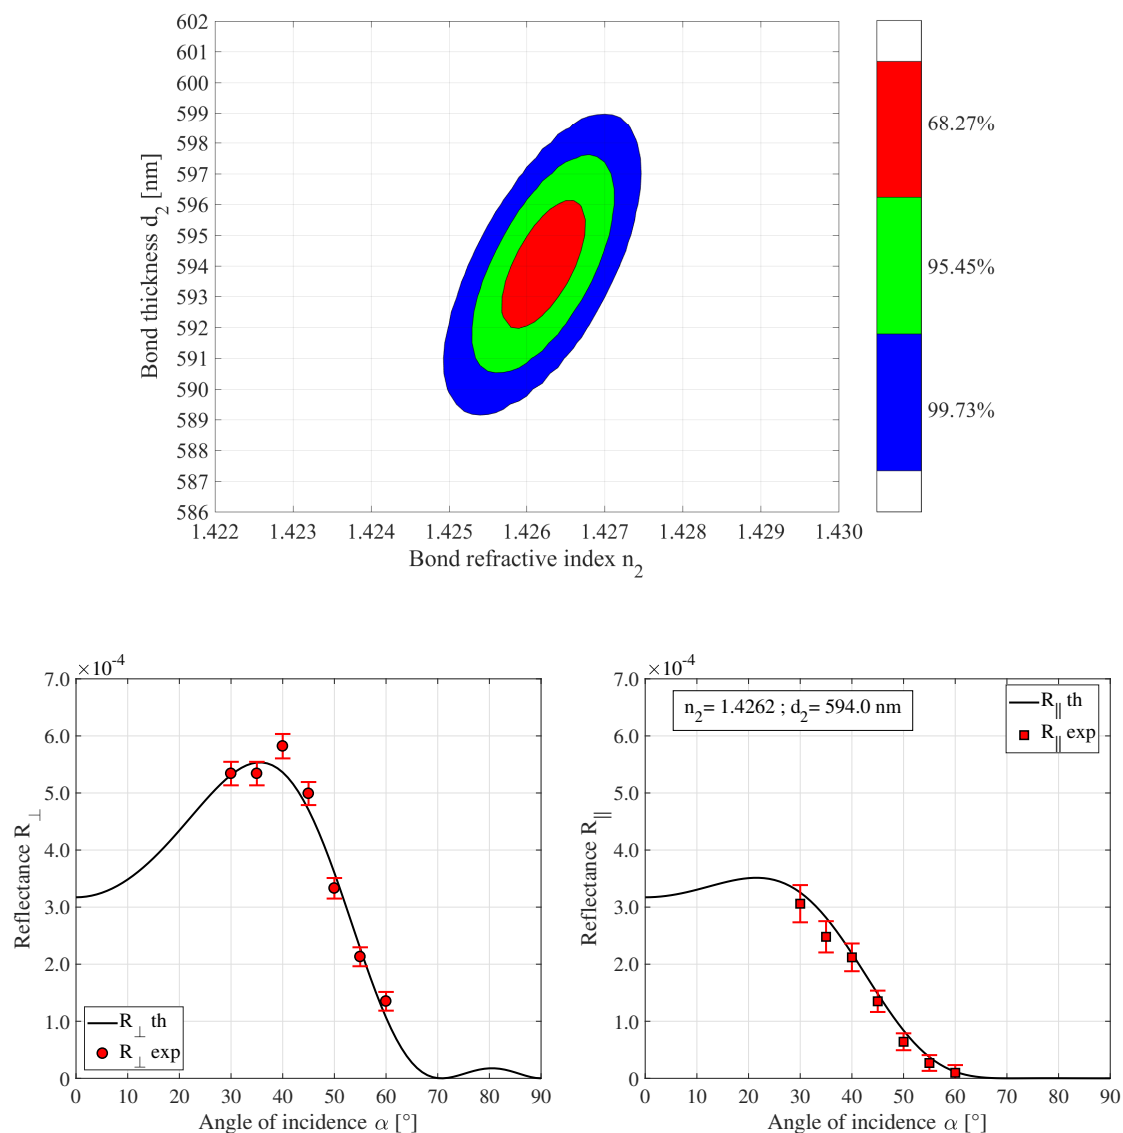 602
601
600
599
598
597
596
595
594
593
592
591
590
589
588
587
586
Bond thickness d2 [nm]
1.422 1.423 1.424 1.425 1.426 1.427 1.428 1.429 1.430
Bond refractive index n2
68.27%
95.45%
99.73%
×10-4
7.0
6.0
5.0
4.0
3.0
2.0
1.0
0
Reflectance R⊥
R⊥ th
R⊥ exp
0 10 20 30 40 50 60 70 80 90
Angle of incidence α [°]
×10-4
7.0
6.0
5.0
4.0
3.0
2.0
1.0
0
Reflectance R||
n2= 1.4262 ; d2= 594.0 nm
R|| th
R|| exp
0 10 20 30 40 50 60 70 80 90
Angle of incidence α [°]